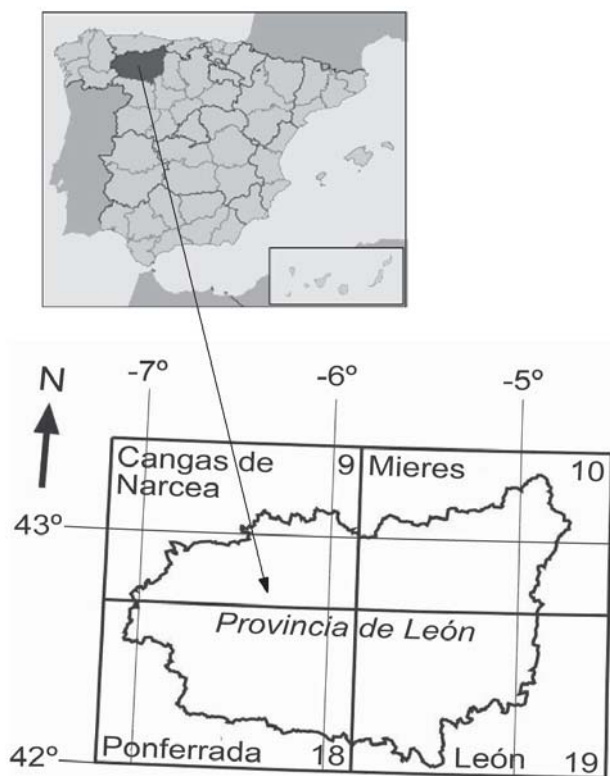 -7º
-6º
-5º
N
Cangas de
Narcea
9
Mieres
10
43º
Provincia de León
42º
Ponferrada
18
León
19